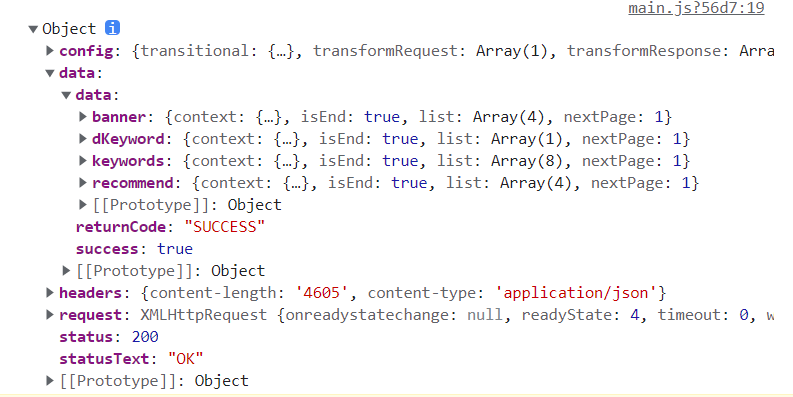 main.js?56d7:19
Object i
config: {transitional: {…}, transformRequest: Array(1), transformResponse: Arra
data:
data:
banner: {context: {…}, isEnd: true, list: Array(4), nextPage: 1}
dKeyword: {context: {…}, isEnd: true, list: Array(1), nextPage: 1}
keywords: {context: {…}, isEnd: true, list: Array(8), nextPage: 1}
recommend: {context: {…}, isEnd: true, list: Array(4), nextPage: 1}
[[Prototype]]: Object
returnCode: "SUCCESS"
success: true
[[Prototype]]: Object
headers: {content-length: '4605', content-type: 'application/json'}
request: XMLHttpRequest {onreadystatechange: null, readyState: 4, timeout: 0, w
status: 200
statusText: "OK"
[[Prototype]]: Object